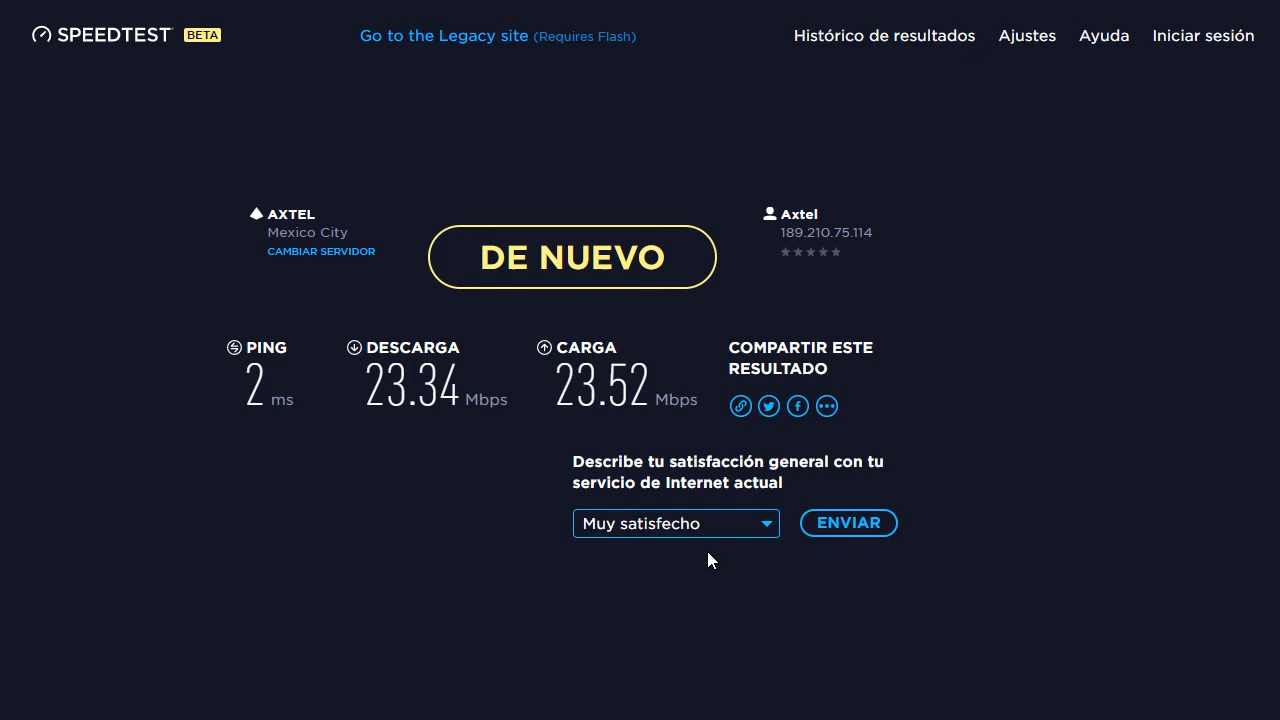 SPEEDTEST BETA
Go to the Legacy site (Requires Flash)
Histórico de resultados Ajustes Ayuda Iniciar sesión
AXTEL
Mexico City
CAMBIAR SERVIDOR
DE NUEVO
Axtel
189.210.75.114
PING
2 ms
DESCARGA
23.34 Mbps
CARGA
23.52 Mbps
COMPARTIR ESTE
RESULTADO
Describe tu satisfacción general con tu
servicio de Internet actual
Muy satisfecho
ENVIAR